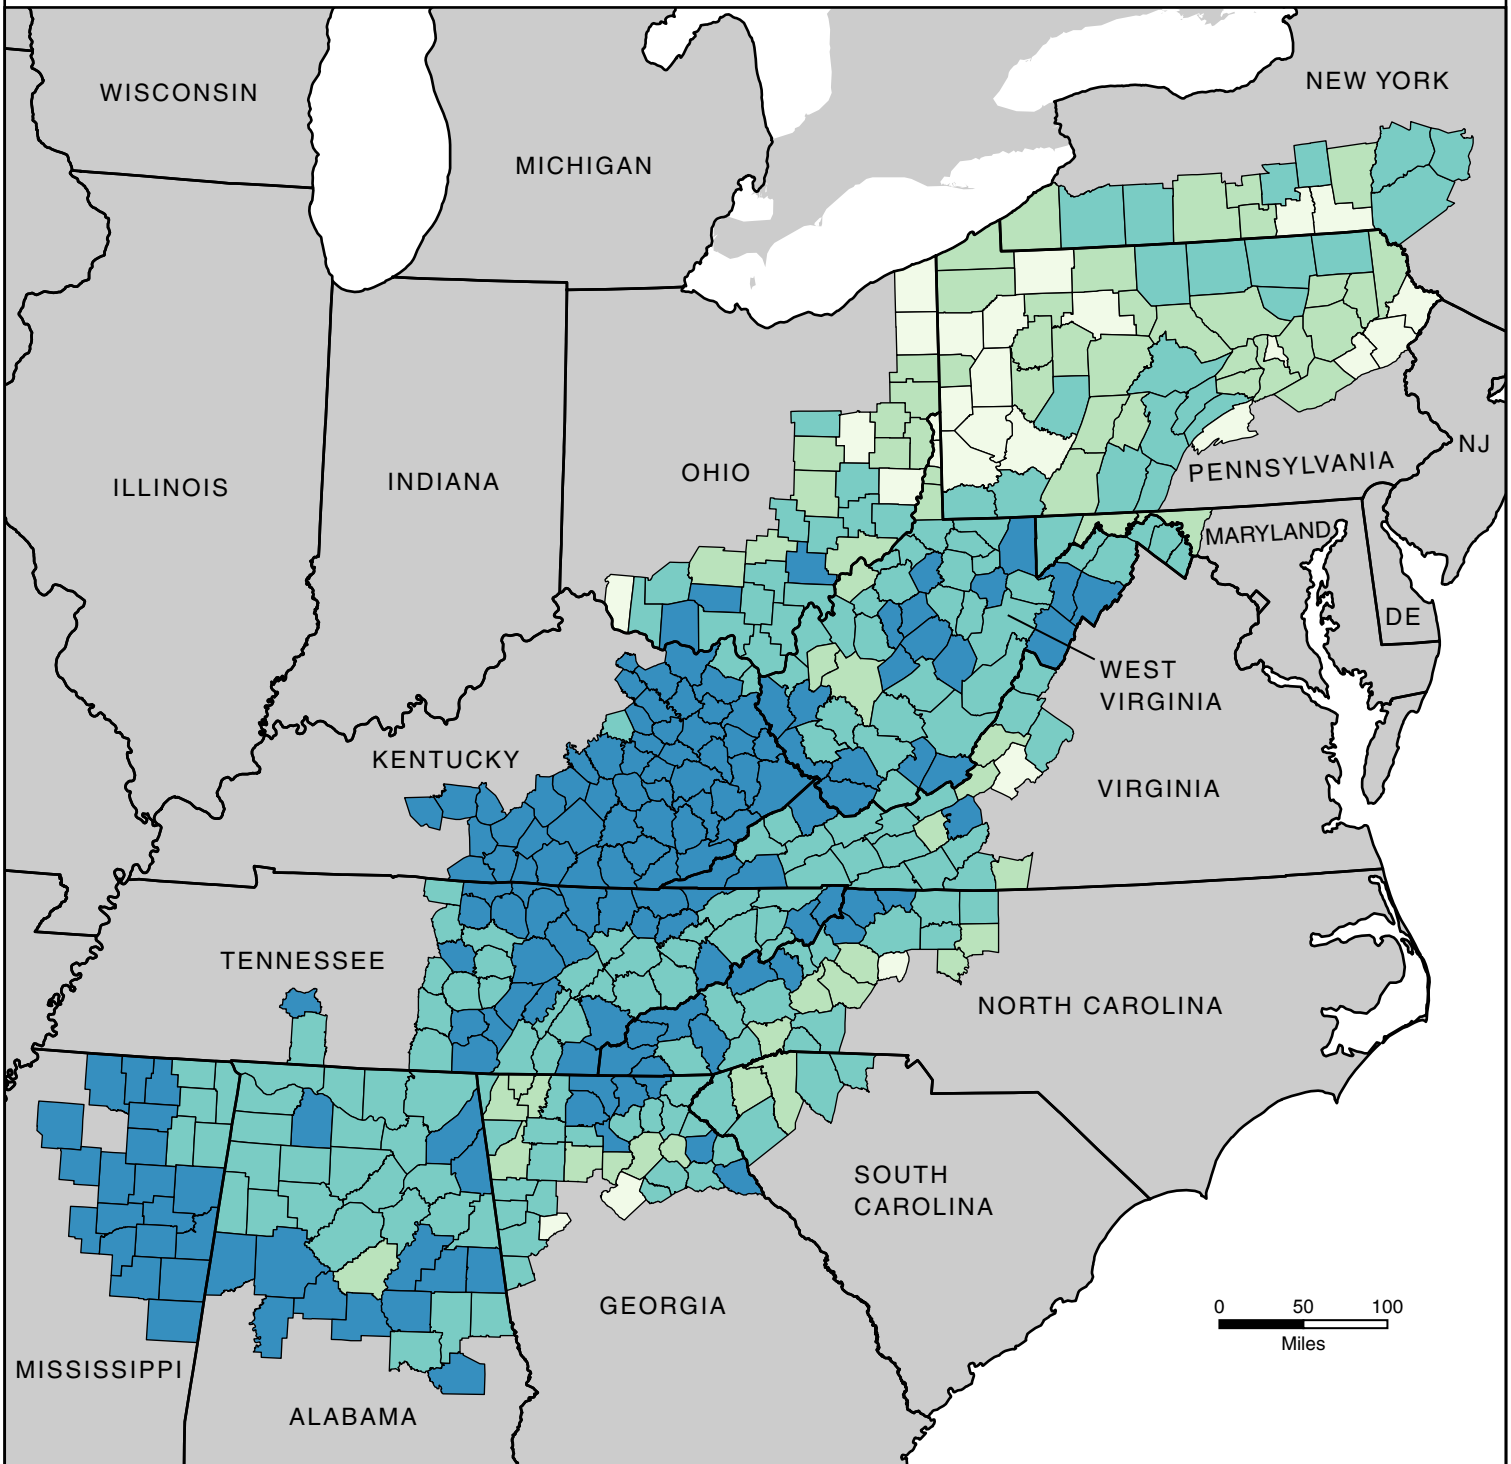 NEW YORK
WISCONSIN
MICHIGAN
NJ
PENNSYLVANIA
OHIO
INDIANA
ILLINOIS
MARYLAND
DE
WEST
VIRGINIA
KENTUCKY
VIRGINIA
TENNESSEE
NORTH CAROLINA
SOUTH
CAROLINA
GEORGIA
0 50 100
Miles
MISSISSIPPI
ALABAMA